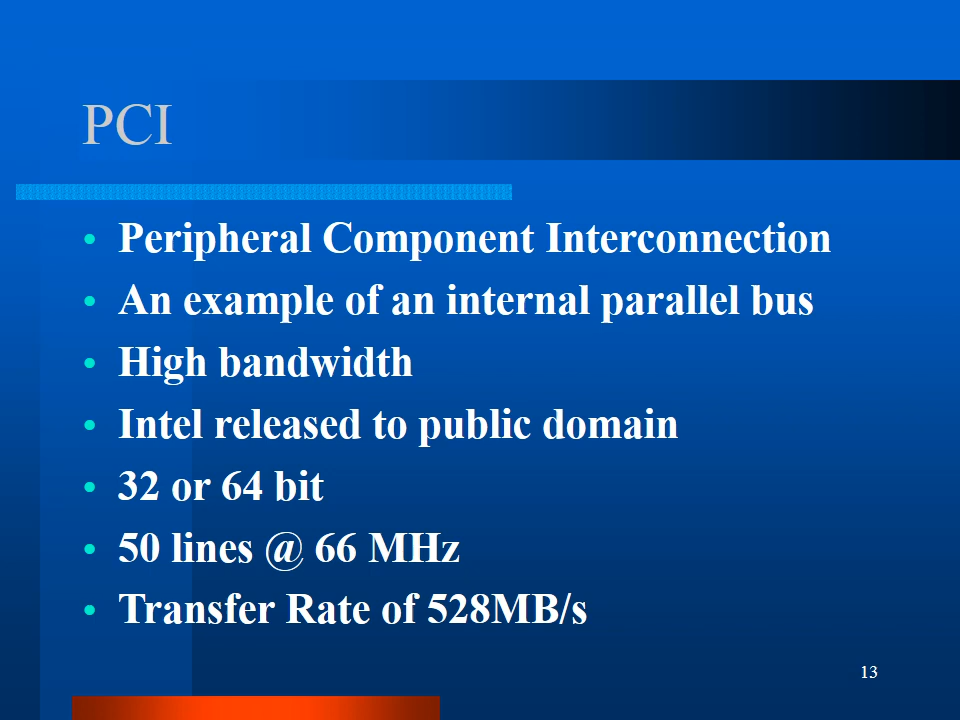 PCI
• Peripheral Component Interconnection
• An example of an internal parallel bus
• High bandwidth
• Intel released to public domain
• 32 or 64 bit
• 50 lines @ 66 MHz
• Transfer Rate of 528MB/s
13